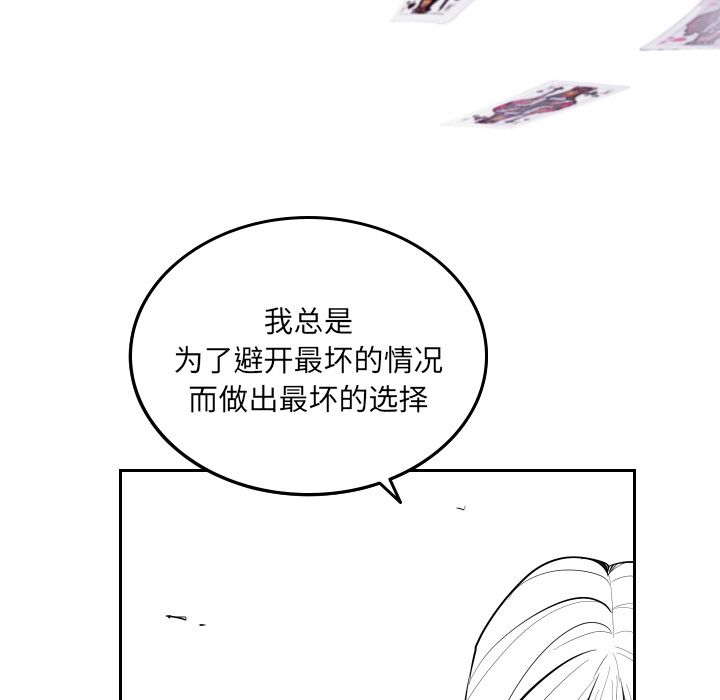 我总是
为了避开最坏的情况
而做出最坏的选择